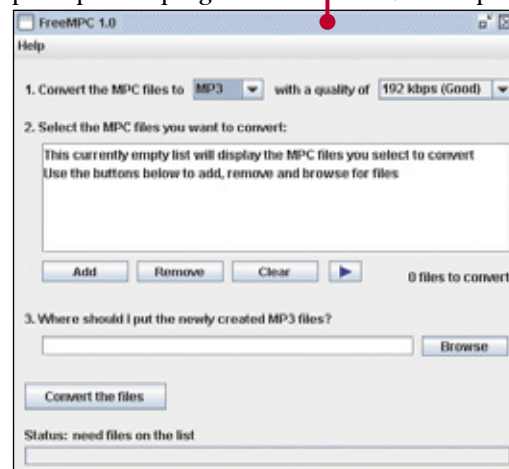 FreeMPC 1.0
Help
1. Convert the MPC files to MP3 with a quality of 192 kbps (Good)
2. Select the MPC files you want to convert:
This currently empty list will display the MPC files you select to convert
Use the buttons below to add, remove and browse for files
Add Remove Clear 0 files to convert
3. Where should I put the newly created MP3 files?
Browse
Convert the files
Status: need files on the list